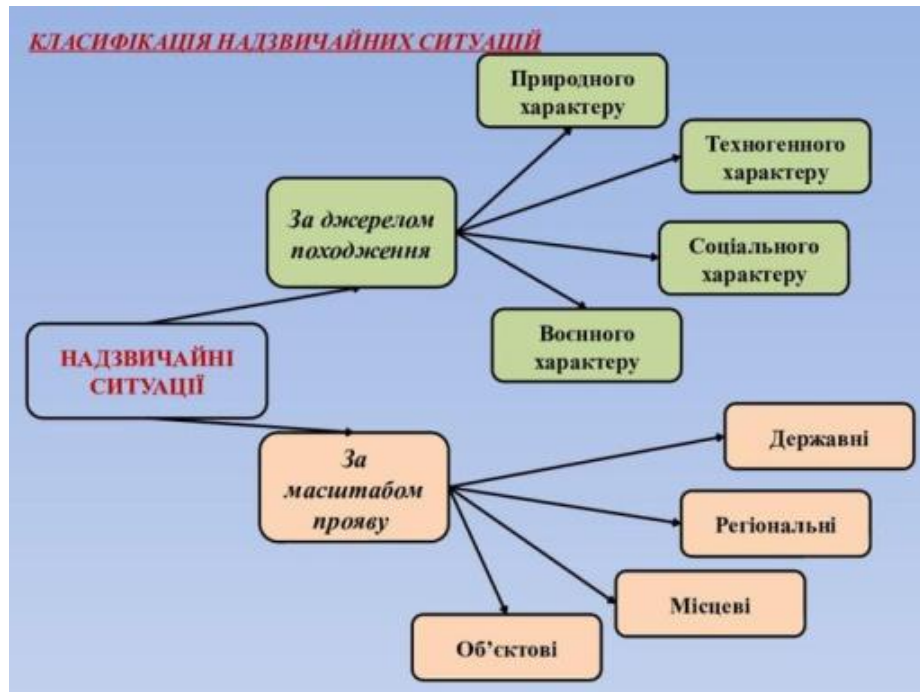 КЛАСИФІКАЦІЯ НАДЗВИЧАЙНИХ СИТУАЦІЙ
Природного
характеру
Техногенного
характеру
За джерелом
походження
Соціального
характеру
Воєнного
характеру
НАДЗВИЧАЙНІ
СИТУАЦІЇ
За
масштабом
прояву
Державні
Регіональні
Місцеві
Об’єктові